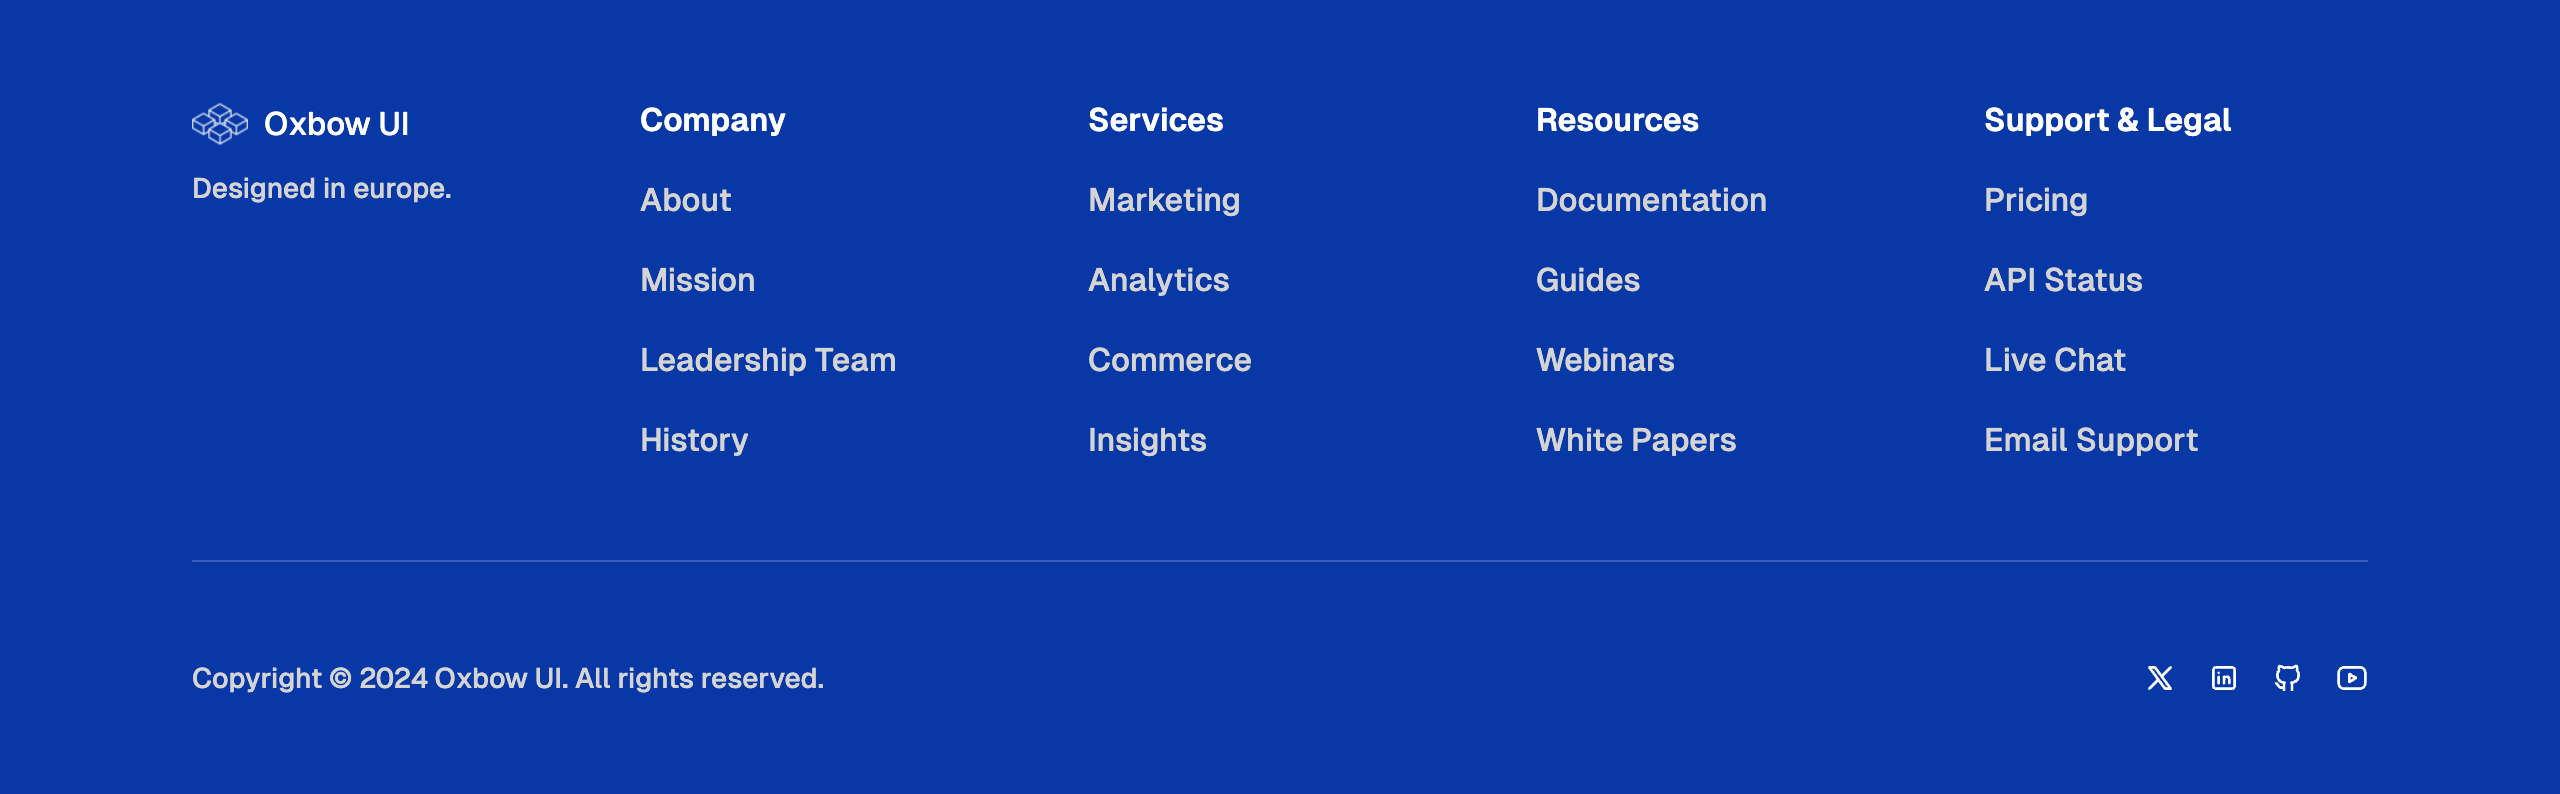 Oxbow UI
Designed in europe.
Company
About
Mission
Leadership Team
History
Services
Marketing
Analytics
Commerce
Insights
Resources
Documentation
Guides
Webinars
White Papers
Support & Legal
Pricing
API Status
Live Chat
Email Support
Copyright © 2024 Oxbow UI. All rights reserved.